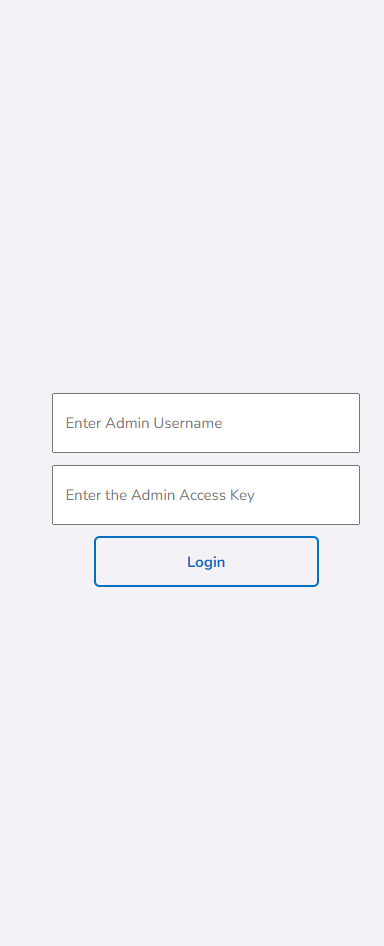 Enter Admin Username
Enter the Admin Access Key
Login